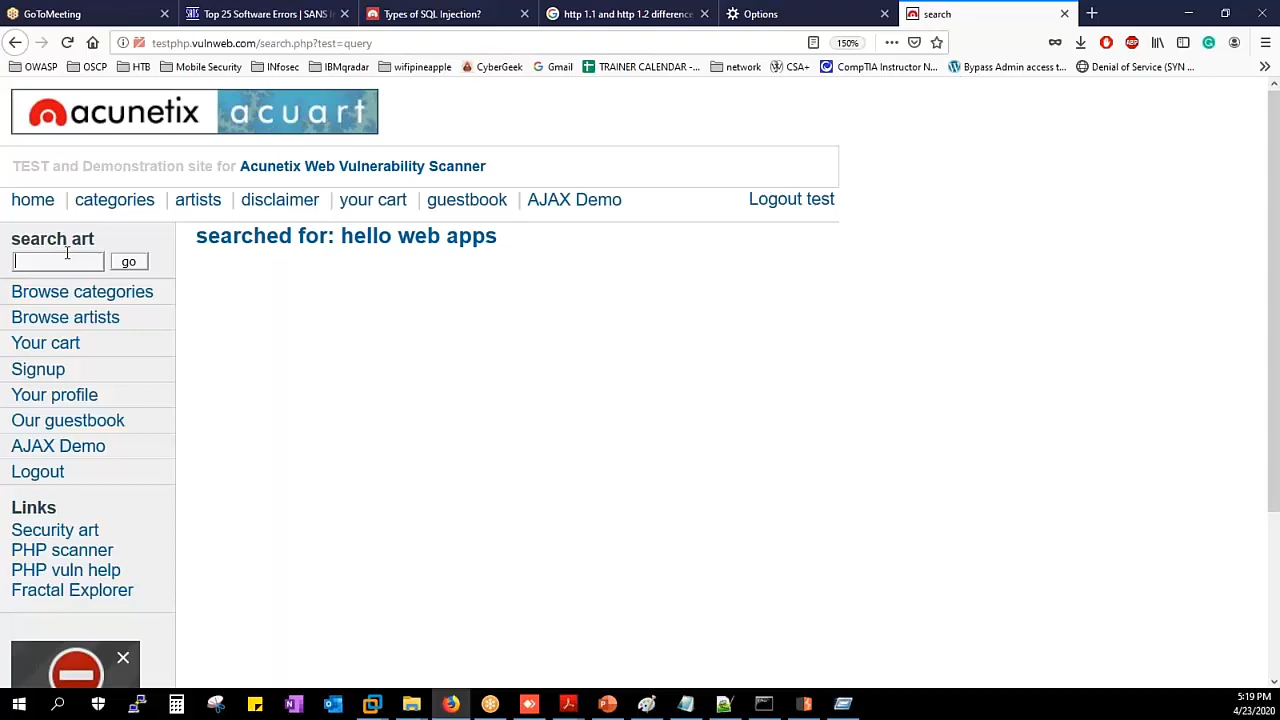 GoToMeeting
Top 25 Software Errors | SANS In
Types of SQL Injection?
http 1.1 and http 1.2 difference
Options
search
testphp.vulnweb.com/search.php?test=query
150%
OWASP
OSCP
HTB
Mobile Security
INfosec
IBMqradar
wifipineapple
CyberGeek
Gmail
TRAINER CALENDAR -...
network
CSA+
CompTIA Instructor N...
Bypass Admin access t...
Denial of Service (SYN ...
acunetix acuart
TEST and Demonstration site for Acunetix Web Vulnerability Scanner
home | categories | artists | disclaimer | your cart | guestbook | AJAX Demo
Logout test
search art
go
searched for: hello web apps
Browse categories
Browse artists
Your cart
Signup
Your profile
Our guestbook
AJAX Demo
Logout
Links
Security art
PHP scanner
PHP vuln help
Fractal Explorer
5:19 PM
4/23/2020